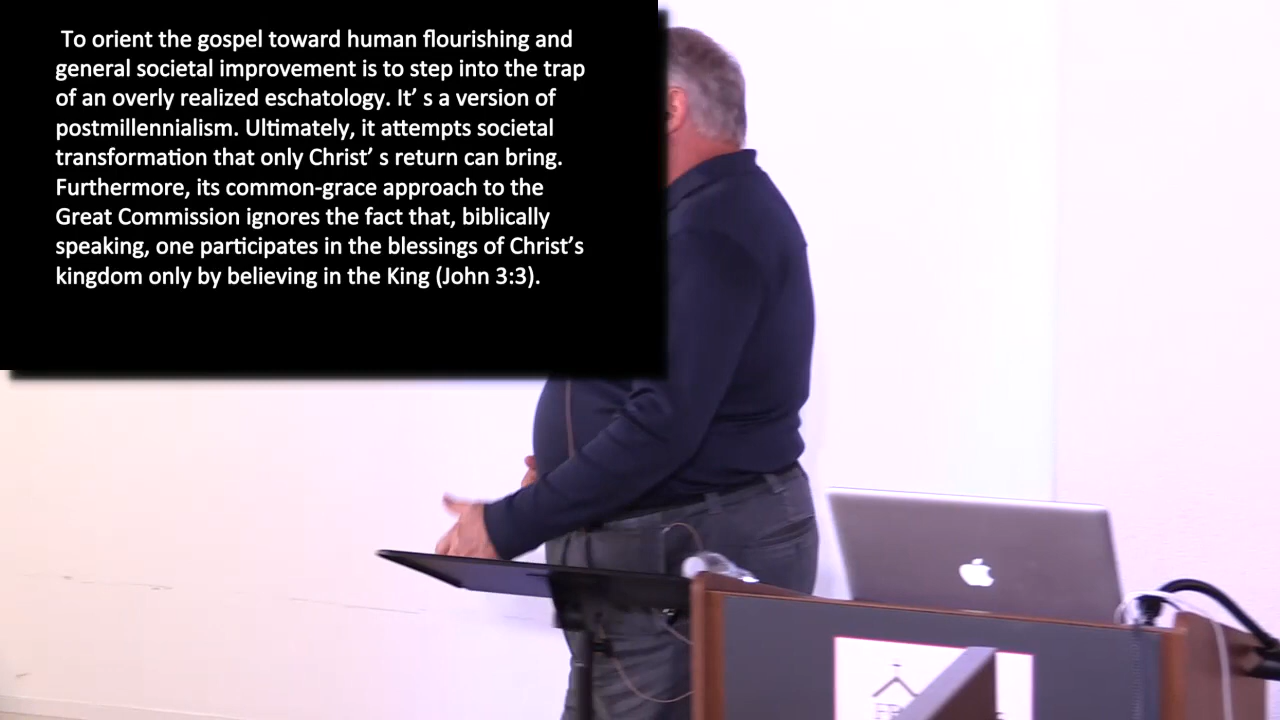 To orient the gospel toward human flourishing and
general societal improvement is to step into the trap
of an overly realized eschatology. It’ s a version of
postmillennialism. Ultimately, it attempts societal
transformation that only Christ’ s return can bring.
Furthermore, its common-grace approach to the
Great Commission ignores the fact that, biblically
speaking, one participates in the blessings of Christ’s
kingdom only by believing in the King (John 3:3).